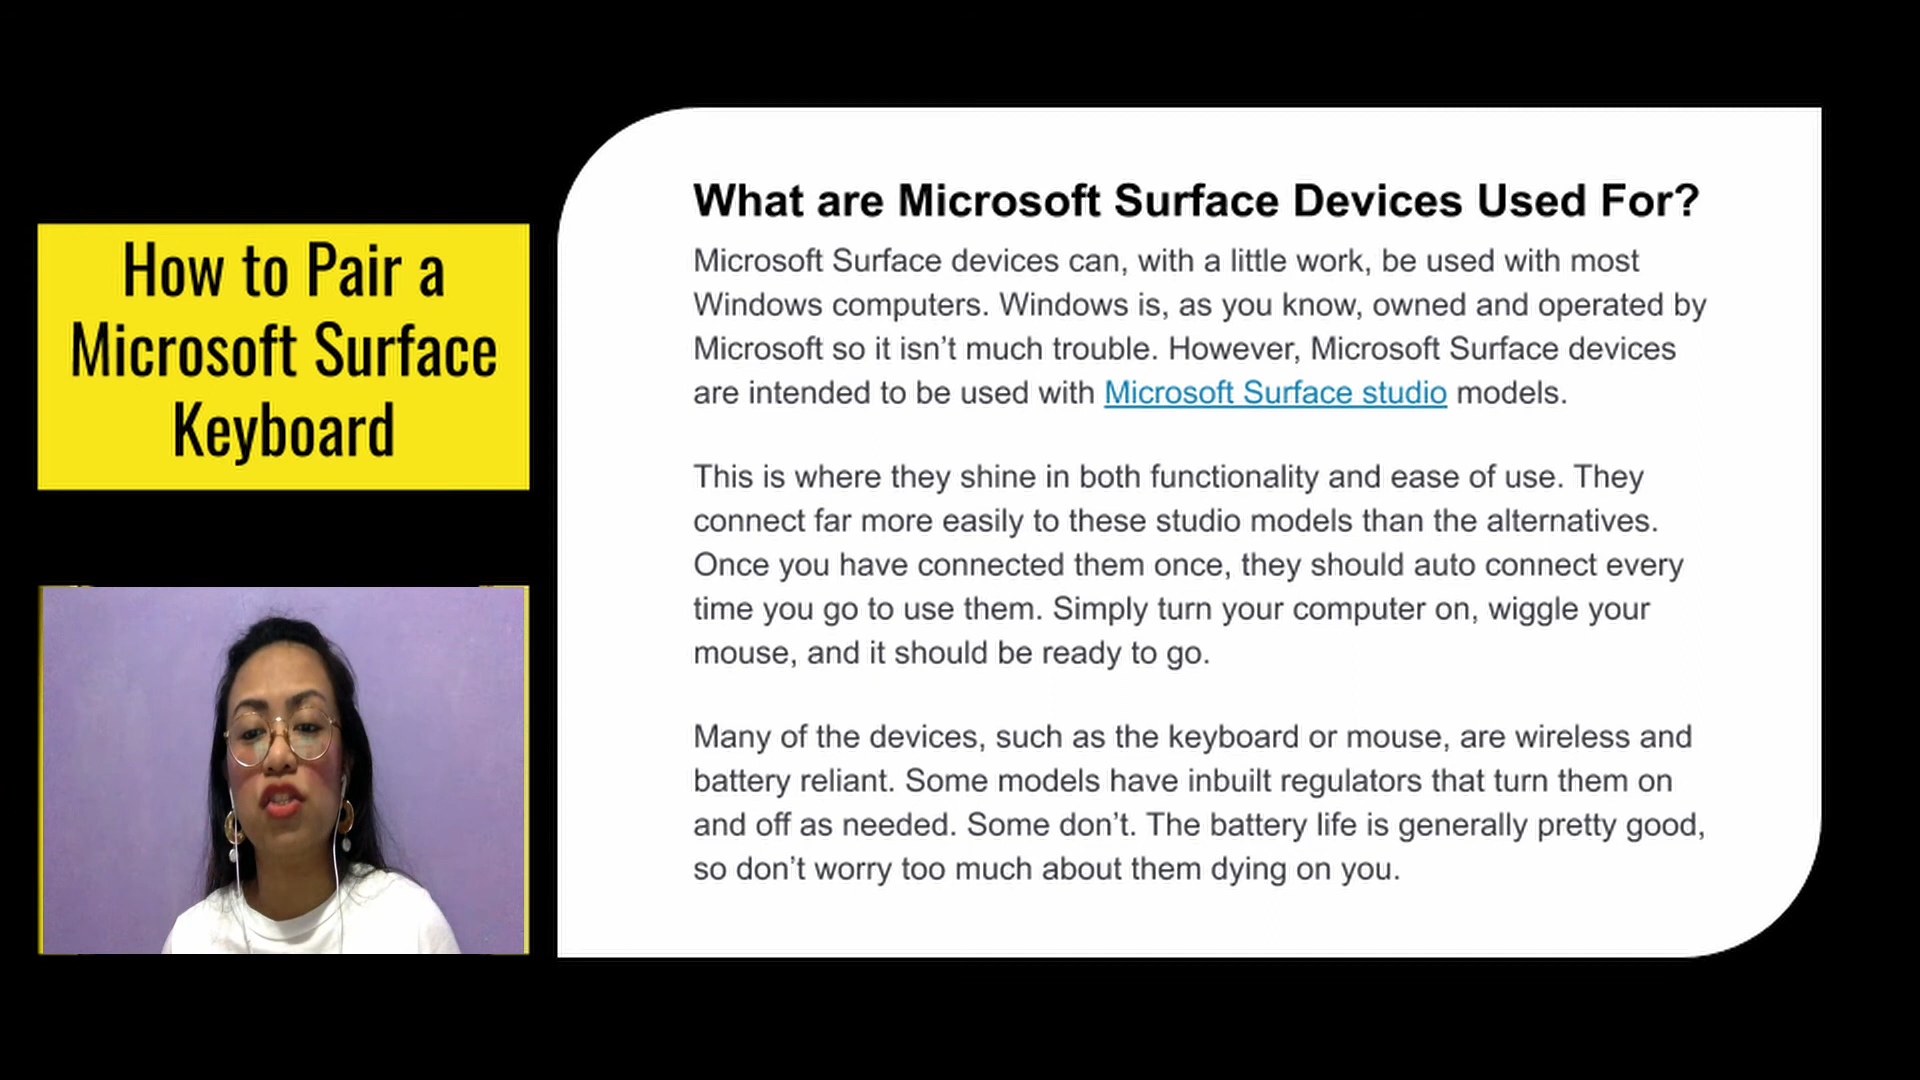 How to Pair a
Microsoft Surface
Keyboard
What are Microsoft Surface Devices Used For?
Microsoft Surface devices can, with a little work, be used with most
Windows computers. Windows is, as you know, owned and operated by
Microsoft so it isn’t much trouble. However, Microsoft Surface devices
are intended to be used with Microsoft Surface studio models.
This is where they shine in both functionality and ease of use. They
connect far more easily to these studio models than the alternatives.
Once you have connected them once, they should auto connect every
time you go to use them. Simply turn your computer on, wiggle your
mouse, and it should be ready to go.
Many of the devices, such as the keyboard or mouse, are wireless and
battery reliant. Some models have inbuilt regulators that turn them on
and off as needed. Some don’t. The battery life is generally pretty good,
so don’t worry too much about them dying on you.